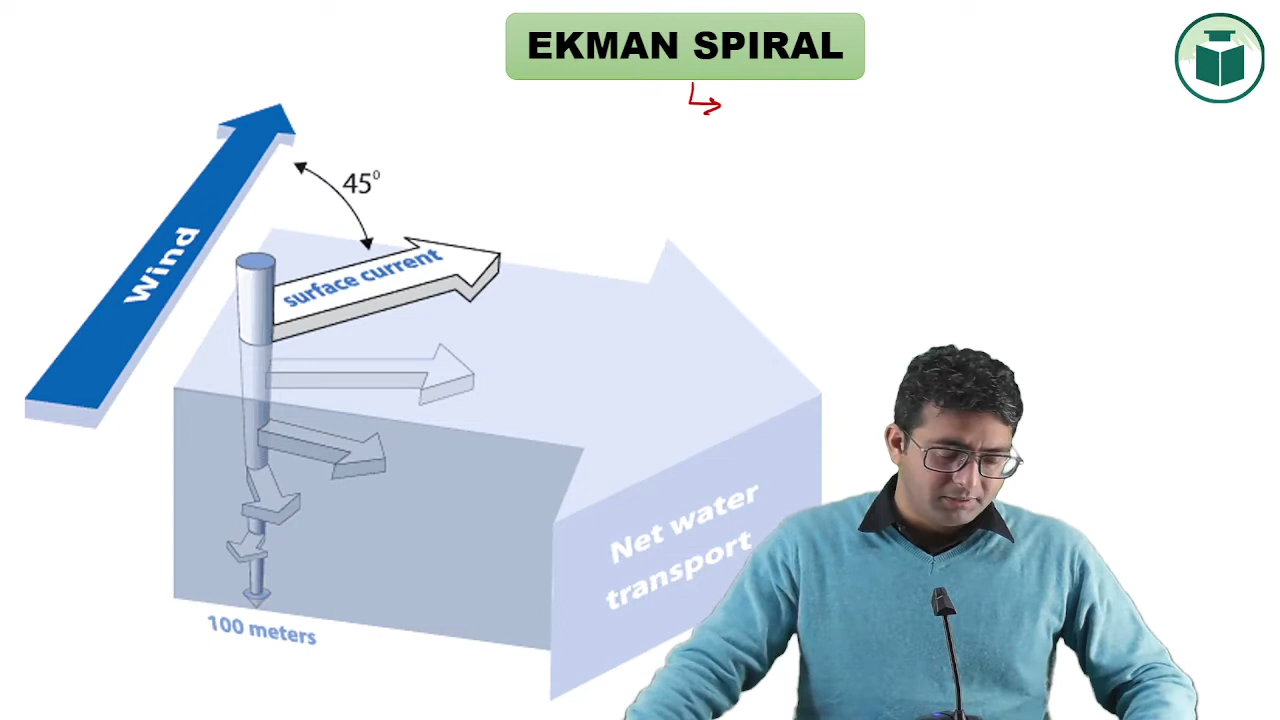 EKMAN SPIRAL
Wind
45°
surface current
Net water
transport
100 meters